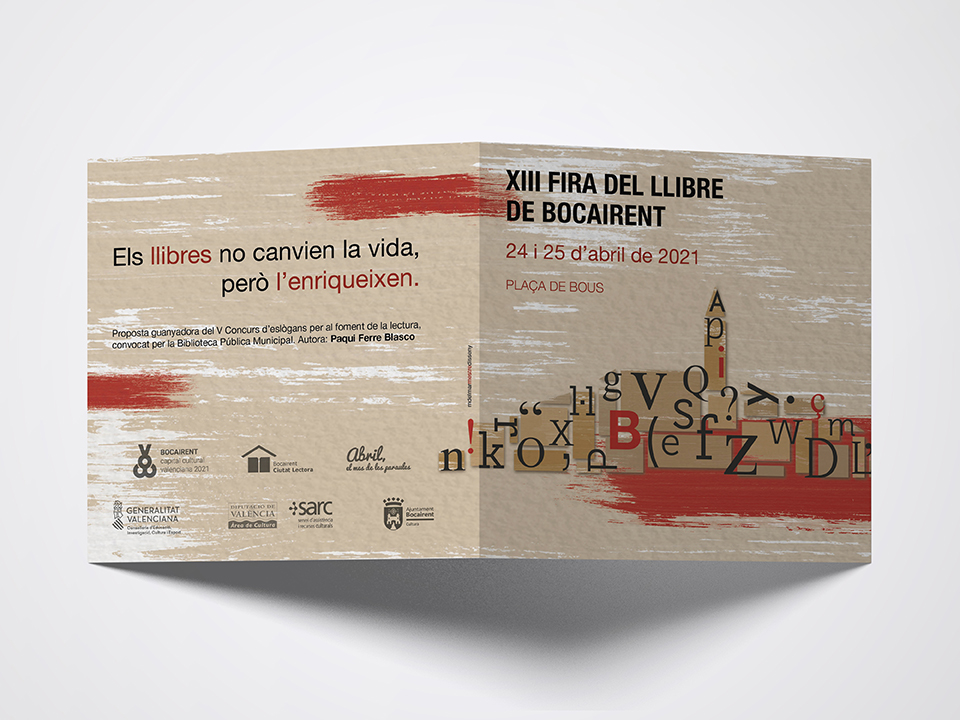 Els llibres no canvien la vida,
però l'enriqueixen.
Proposta guanyadora del V Concurs d'eslògans per al foment de la lectura,
convocat per la Biblioteca Pública Municipal. Autora: Paqui Ferre Blasco
BOCAIRENT
capital cultural
valenciana 2021
Bocairent
Ciutat Lectora
Abril,
el mes de les paraules
GENERALITAT
VALENCIANA
Conselleria d'Educació,
Investigació, Cultura i Esport
DIPUTACIÓ DE
VALÈNCIA
Àrea de Cultura
sarc
servei d'assistència
i recursos culturals
Ajuntament
Bocairent
Cultura
mdelmarmestredissony
XIII FIRA DEL LLIBRE
DE BOCAIRENT
24 i 25 d'abril de 2021
PLAÇA DE BOUS
A
p
i
n ! k J “ O ; x l·l g P B V ( S e Q f ? Z y . W ç D m L '